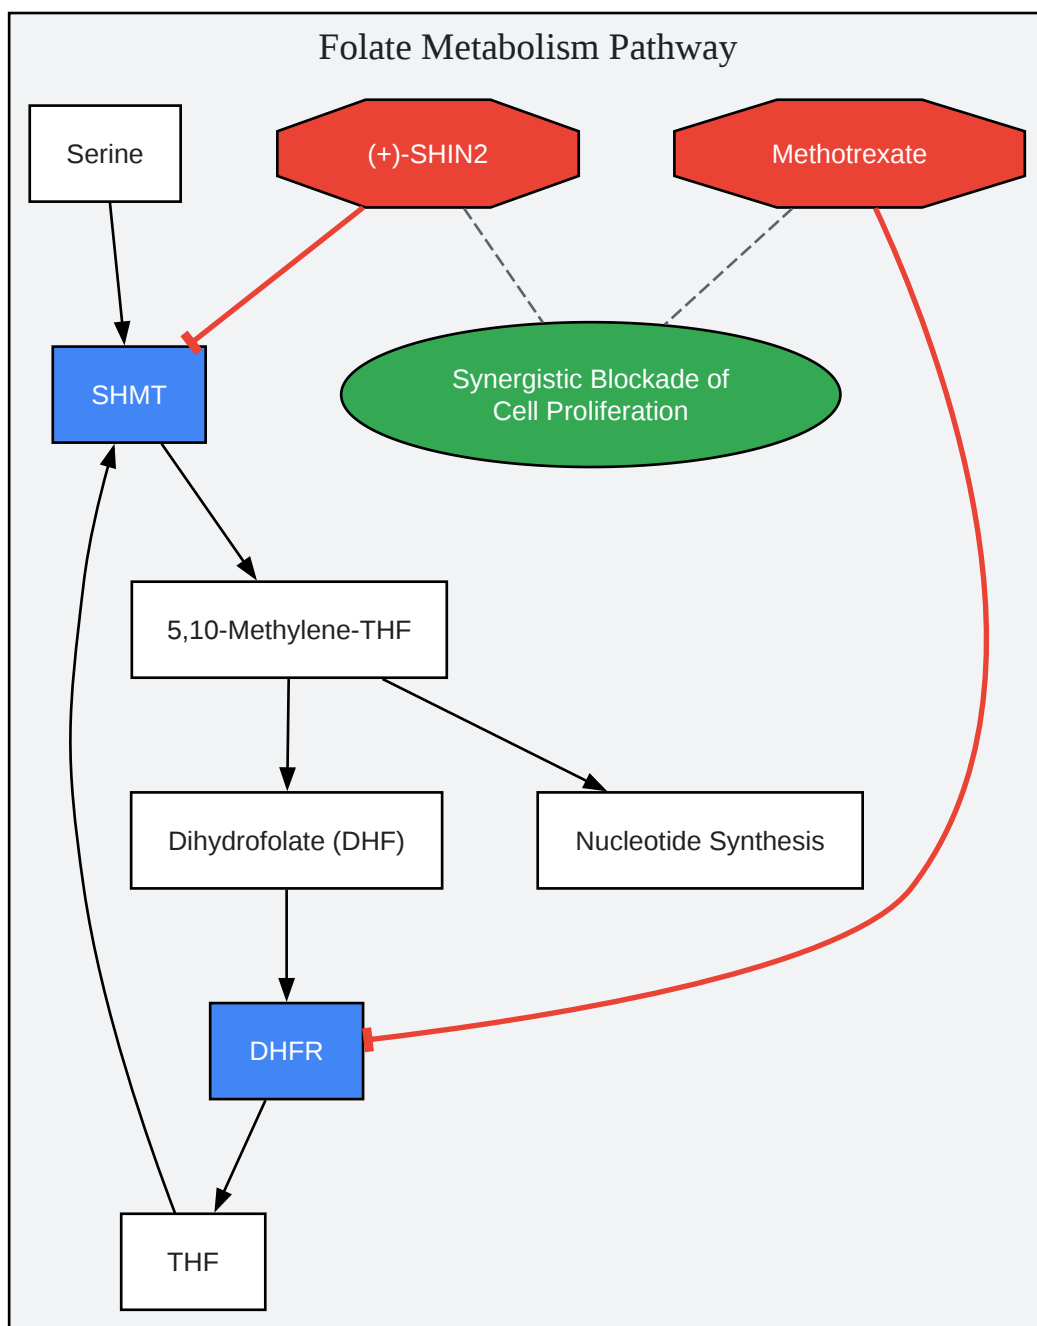 Folate Metabolism Pathway
Serine
(+)-SHIN2
Methotrexate
SHMT
Synergistic Blockade of
Cell Proliferation
5,10-Methylene-THF
Dihydrofolate (DHF)
Nucleotide Synthesis
DHFR
THF